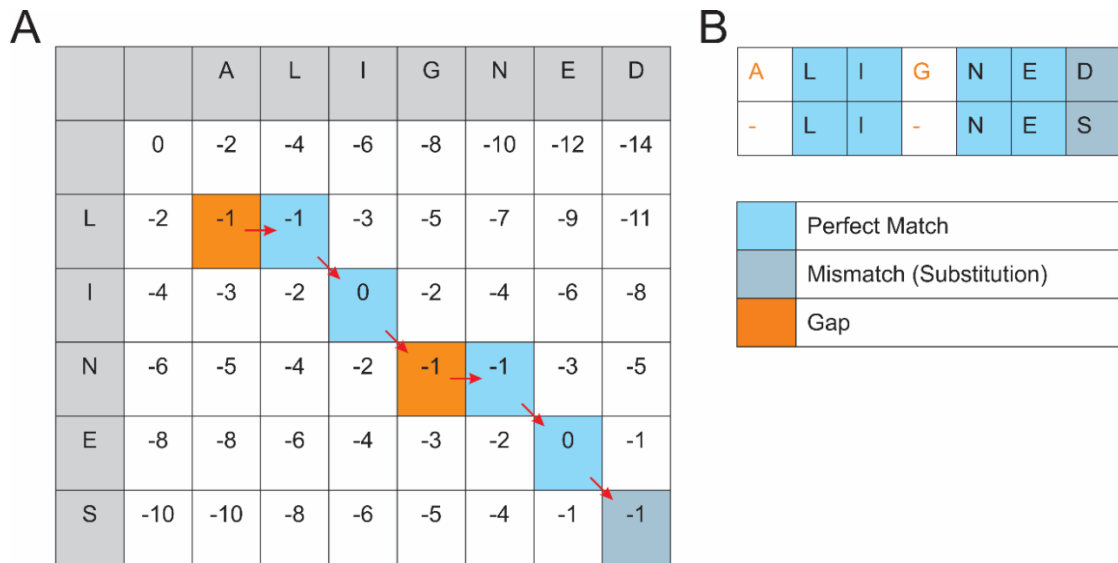 A
A L I G N E D
0 -2 -4 -6 -8 -10 -12 -14
L -2 -1 -1 -3 -5 -7 -9 -11
I -4 -3 -2 0 -2 -4 -6 -8
N -6 -5 -4 -2 -1 -1 -3 -5
E -8 -8 -6 -4 -3 -2 0 -1
S -10 -10 -8 -6 -5 -4 -1 -1
B
A L I G N E D
- L I - N E S
Perfect Match
Mismatch (Substitution)
Gap